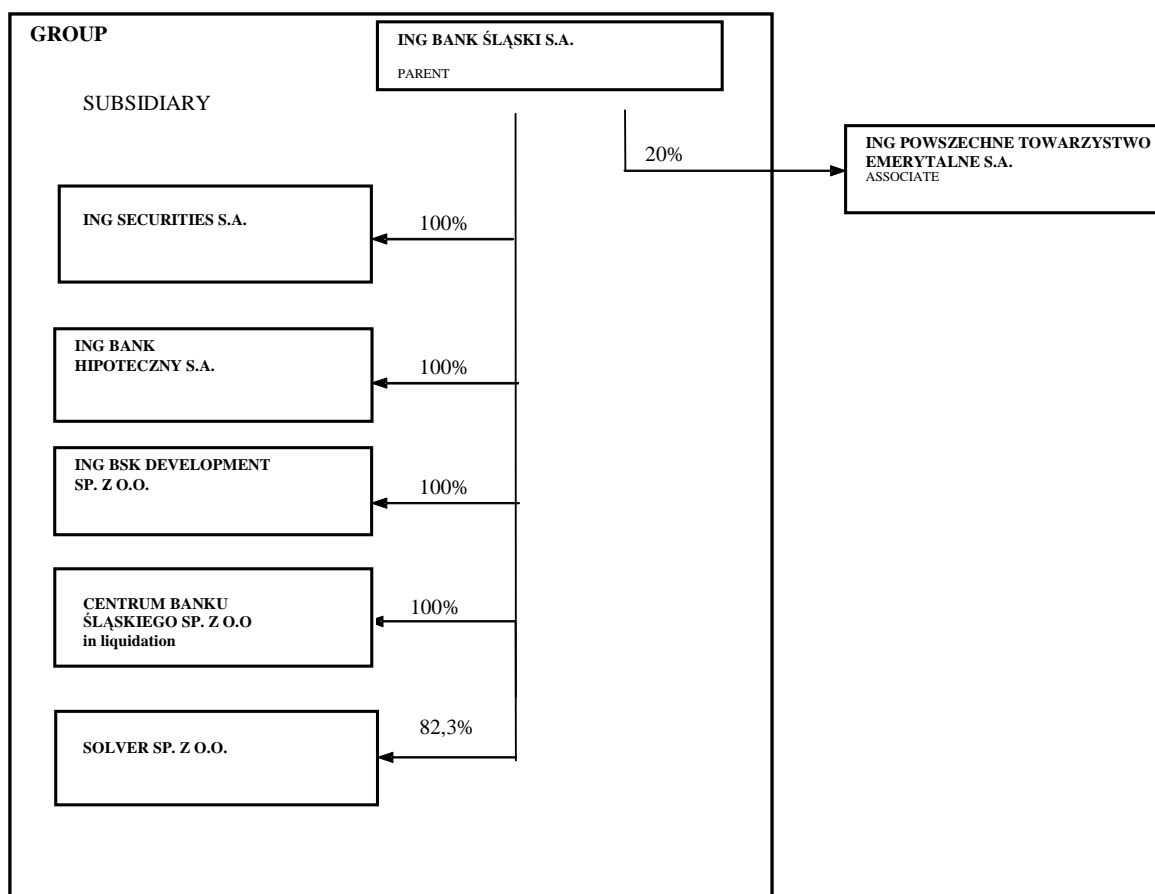 GROUP
ING BANK ŚLĄSKI S.A.
PARENT
SUBSIDIARY
20%
ING POWSZECHNE TOWARZYSTWO
EMERYTALNE S.A.
ASSOCIATE
ING SECURITIES S.A.
100%
ING BANK
HIPOTECZNY S.A.
100%
ING BSK DEVELOPMENT
SP. Z O.O.
100%
CENTRUM BANKU
ŚLĄSKIEGO SP. Z O.O
in liquidation
100%
SOLVER SP. Z O.O.
82,3%